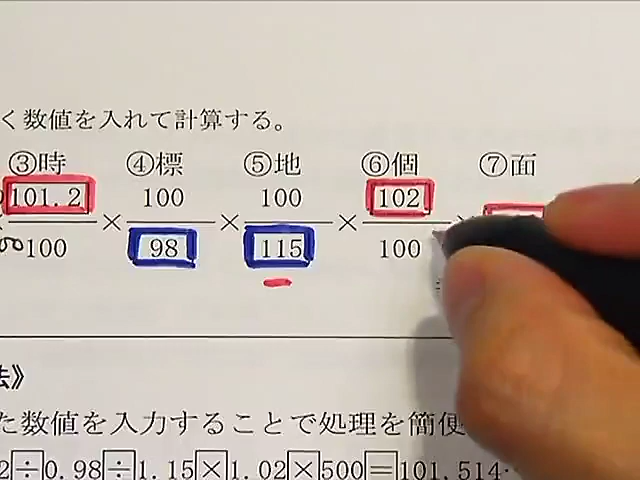 く数値を入れて計算する。
③時 ④標 ⑤地 ⑥個 ⑦面
101.2 100 100 102
× × × ×
100 98 115 100
法》
た数値を入力することで処理を簡便
2÷0.98÷1.15×1.02×500=101,514‥